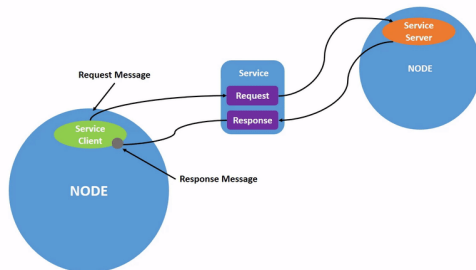 Service
Server
NODE
Service
Request
Response
Request Message
Service
Client
NODE
Response Message